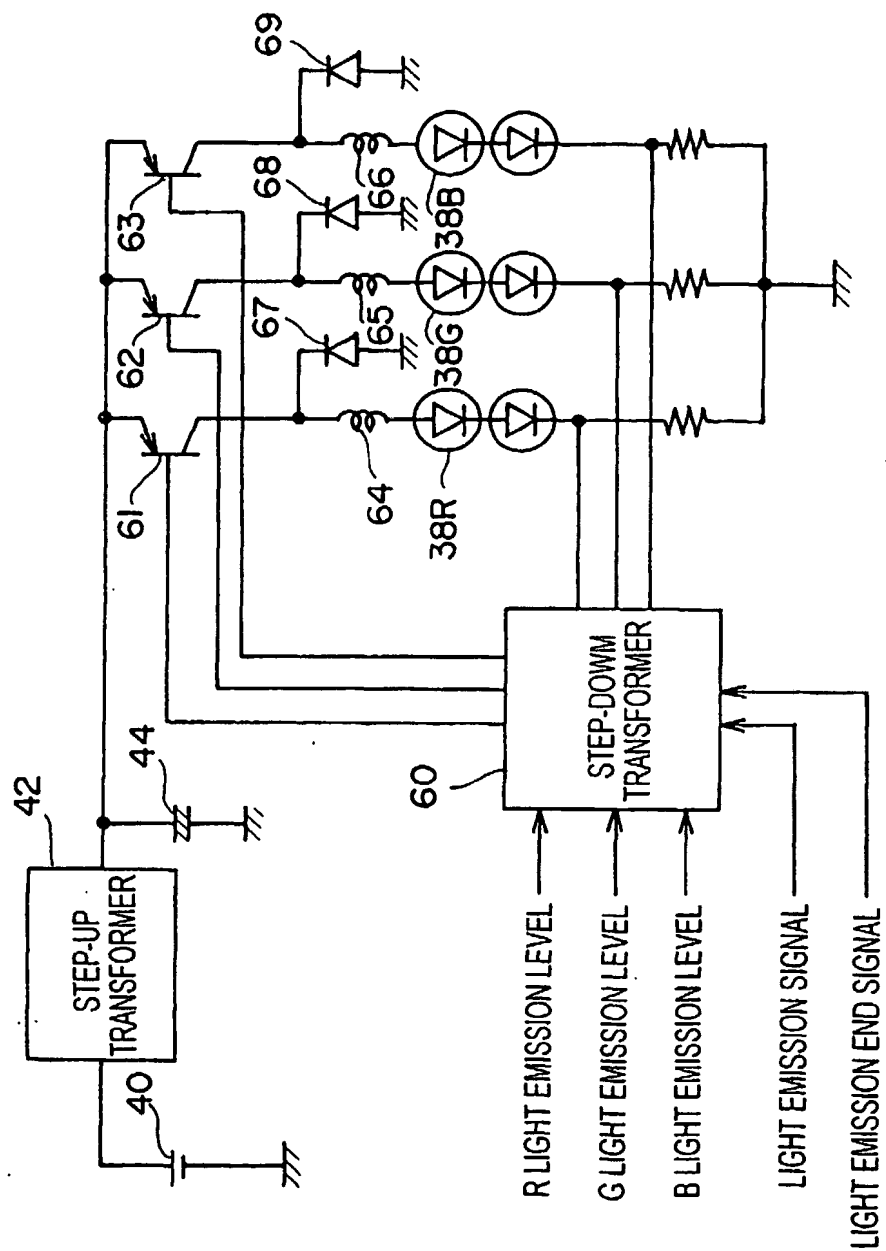 42
STEP-UP
TRANSFORMER
40
44
61
62
63
64
65
66
67
68
69
38R
38G
38B
60
STEP-DOWM
TRANSFORMER
R LIGHT EMISSION LEVEL
G LIGHT EMISSION LEVEL
B LIGHT EMISSION LEVEL
LIGHT EMISSION SIGNAL
LIGHT EMISSION END SIGNAL